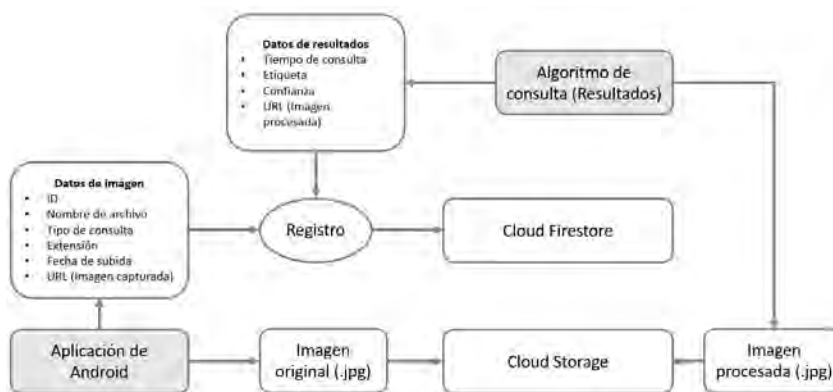 Datos de resultados
• Tiempo de consulta
• Etiqueta
• Confianza
• URL (Imagen
procesada)
Algoritmo de
consulta (Resultados)
Datos de imagen
• ID
• Nombre de archivo
• Tipo de consulta
• Extensión
• Fecha de subida
• URL (Imagen capturada)
Registro
Cloud Firestore
Aplicación de
Android
Imagen
original (.jpg)
Cloud Storage
Imagen
procesada (.jpg)